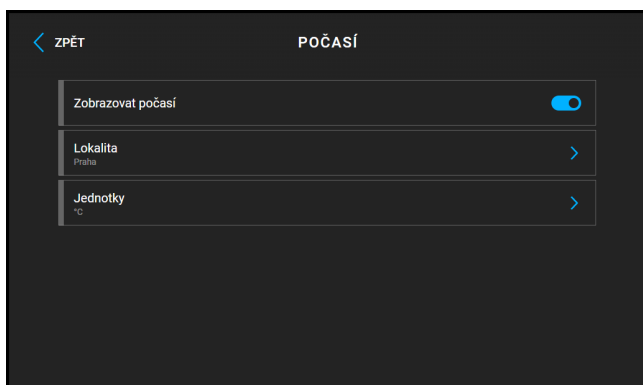 ZPĚT
POČASÍ
Zobrazovat počasí
Lokalita
Praha
Jednotky
°C